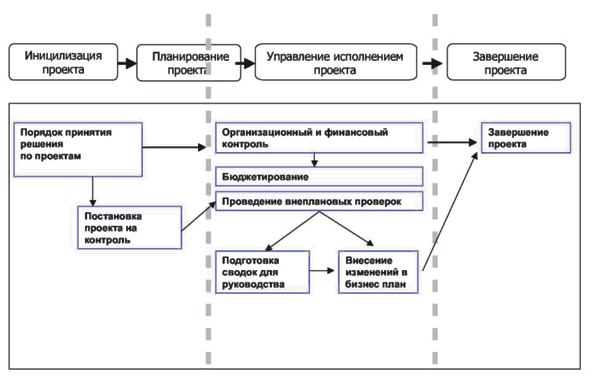 Иницилизация
проекта
Планирование
проекта
Управление исполнением
проекта
Завершение
проекта
Порядок принятия
решения
по проектам
Организационный и финансовый
контроль
Завершение
проекта
Бюджетирование
Проведение внеплановых проверок
Постановка
проекта на
контроль
Подготовка
сводок для
руководства
Внесение
изменений в
бизнес план